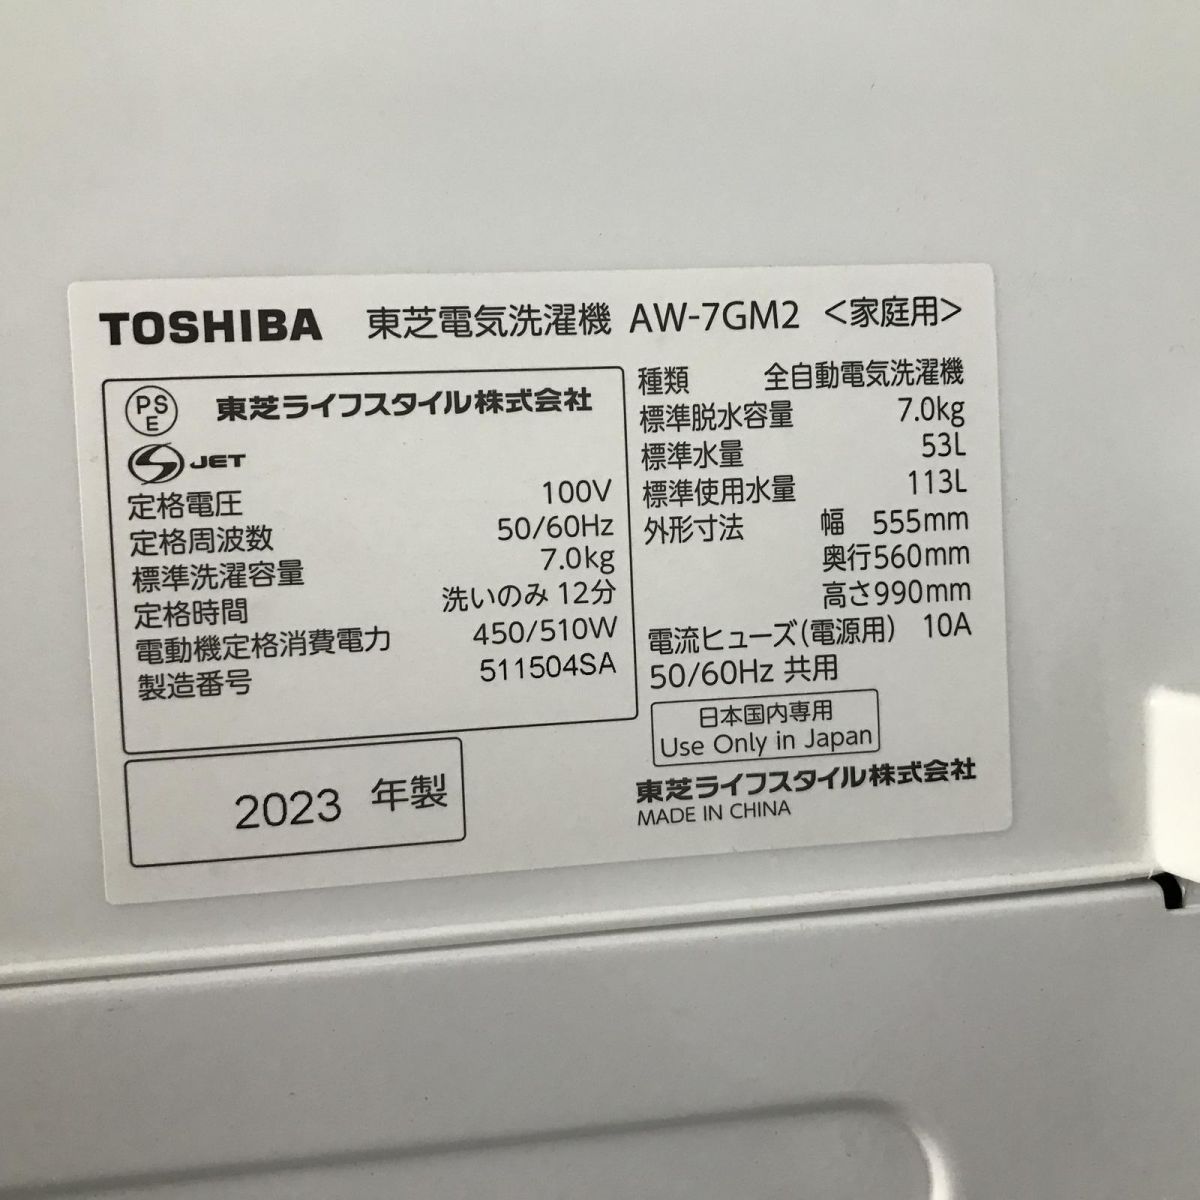 TOSHIBA 東芝電気洗濯機 AW-7GM2 <家庭用>
PSE 東芝ライフスタイル株式会社
S JET
定格電圧 100V
定格周波数 50/60Hz
標準洗濯容量 7.0kg
定格時間 洗いのみ 12分
電動機定格消費電力 450/510W
製造番号 511504SA
2023 年製
種類 全自動電気洗濯機
標準脱水容量 7.0kg
標準水量 53L
標準使用水量 113L
外形寸法 幅 555mm
奥行560mm
高さ990mm
電流ヒューズ(電源用) 10A
50/60Hz 共用
日本国内専用
Use Only in Japan
東芝ライフスタイル株式会社
MADE IN CHINA